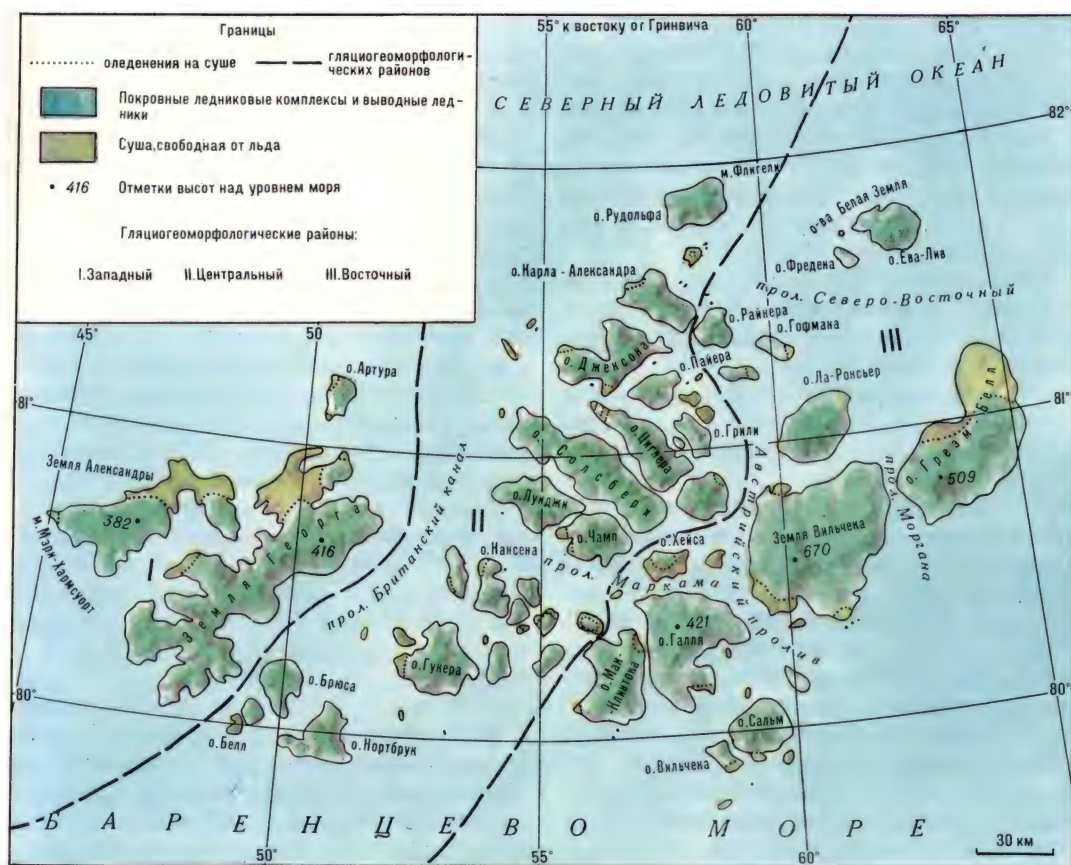 Границы
оледенения на суше
гляциогеоморфологи-
ческих районов
Покровные ледниковые комплексы и выводные лед-
ники
Суша, свободная от льда
• 416 Отметки высот над уровнем моря
Гляциогеоморфологические районы:
I. Западный II. Центральный III. Восточный
55° к востоку от Гринвича 60° 65°
СЕВЕРНЫЙ ЛЕДОВИТЫЙ ОКЕАН
82°
м. Флигели
о. Рудольфа
о-ва Белая Земля
о. Фредена
о. Ева-Лив
о. Карла-Александра
прол. Северо-Восточный
о. Райнера
о. Гофмана
III
45° 50°
о. Артура
о. Джексона
о. Пайера
о. Ла-Ронсьер
81°
81°
о. Грили
о. Циглера
о. Солсбери
о. Грээм-Белл
509
Земля Александры
382
прол. Британский канал
о. Луиджи
Австрийский пролив
Земля Вильчека
670
прол. Моргана
м. Мэри-Хармсуорт
Земля Георга
416
I
II
о. Нансена
о. Чамп
о. Хейса
прол. Маркама
421
о. Галля
о. Гукера
о. Мак-
Клинтока
80°
80°
о. Брюса
о. Белл
о. Нортбрук
о. Сальм
о. Вильчека
БАРЕНЦЕВО МОРЕ
30 км
50° 55° 60°